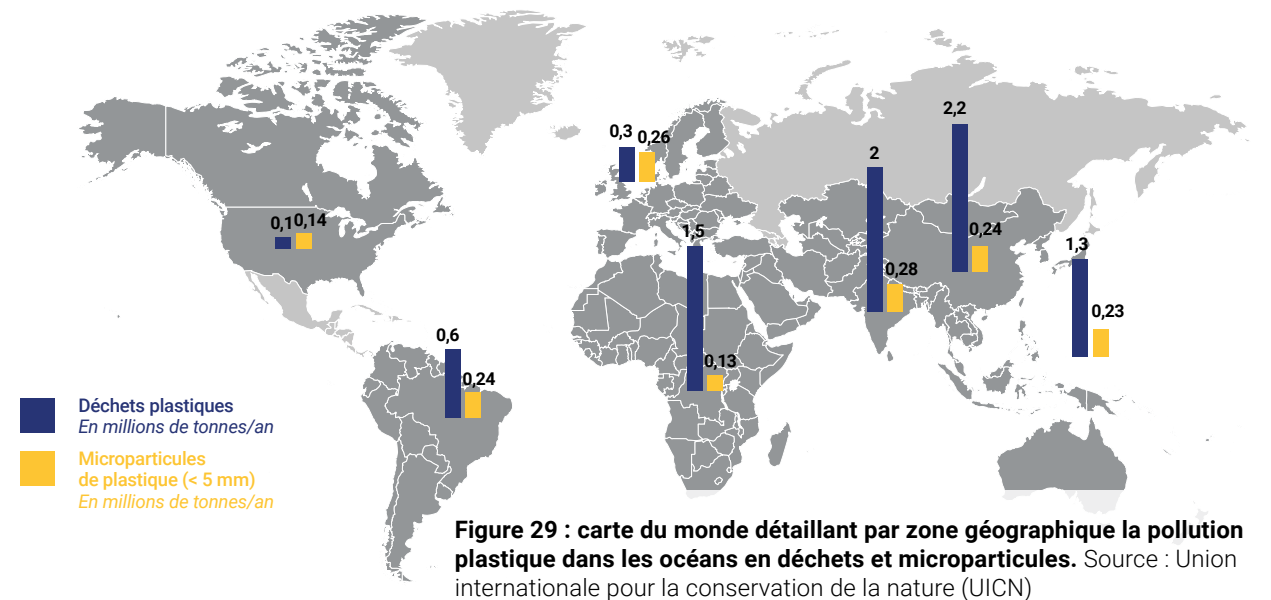 2,2
0,3
0,26
2
0,10,14
1,5
0,24
1,3
0,28
0,23
0,6
0,13
0,24
Déchets plastiques
En millions de tonnes/an
Microparticules
de plastique (< 5 mm)
En millions de tonnes/an
Figure 29 : carte du monde détaillant par zone géographique la pollution
plastique dans les océans en déchets et microparticules. Source : Union
internationale pour la conservation de la nature (UICN)